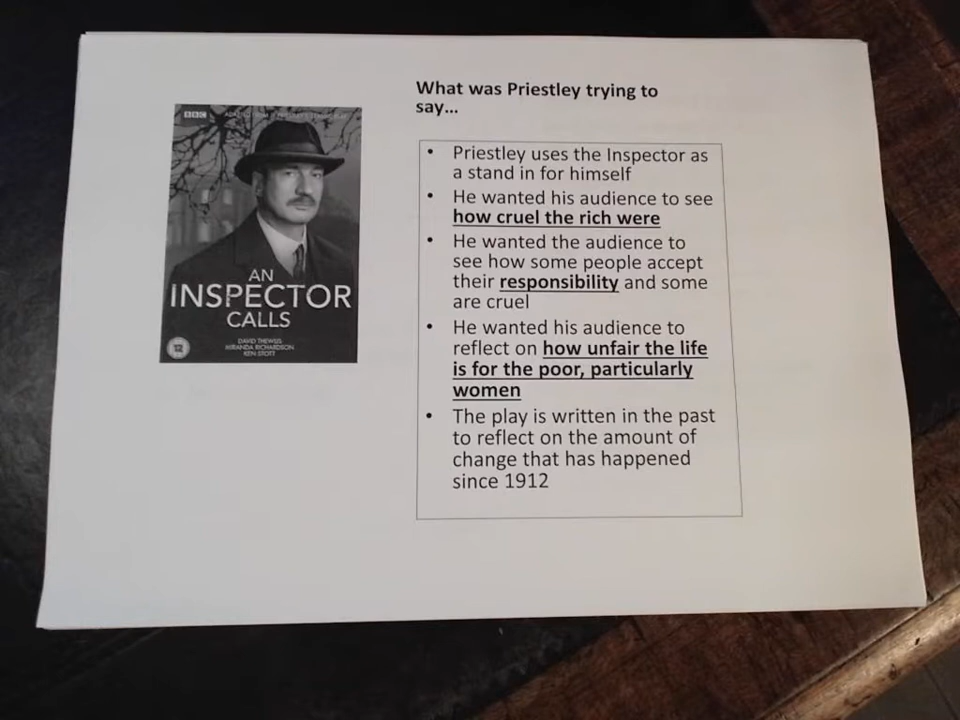 What was Priestley trying to
say...
BBC
AN
INSPECTOR
CALLS
DAVID THEWLIS
MIRANDA RICHARDSON
KEN STOTT
12
• Priestley uses the Inspector as
a stand in for himself
• He wanted his audience to see
how cruel the rich were
• He wanted the audience to
see how some people accept
their responsibility and some
are cruel
• He wanted his audience to
reflect on how unfair the life
is for the poor, particularly
women
• The play is written in the past
to reflect on the amount of
change that has happened
since 1912